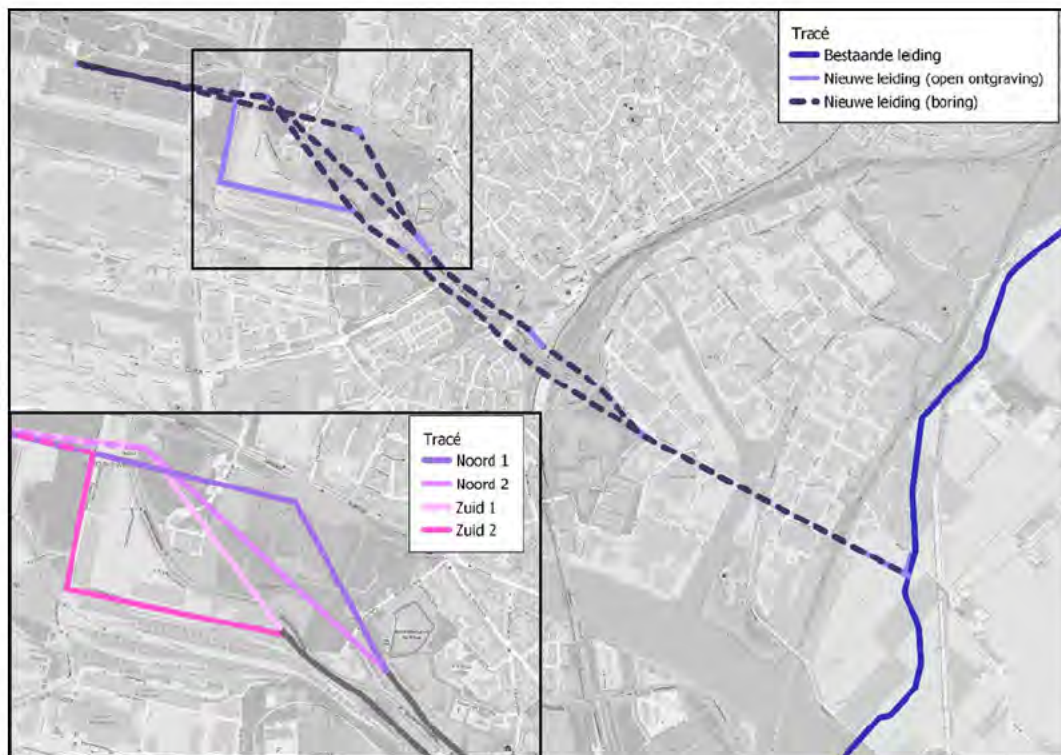 Tracé
Bestaande leiding
Nieuwe leiding (open ontgraving)
Nieuwe leiding (boring)
Tracé
Noord 1
Noord 2
Zuid 1
Zuid 2